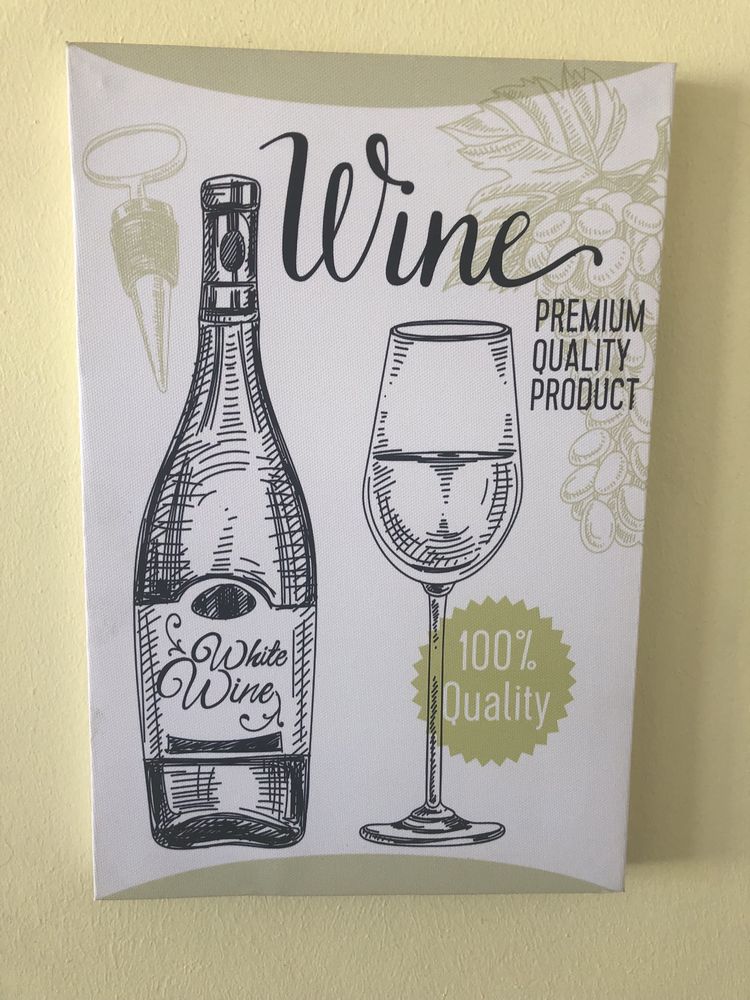 Wine
PREMIUM
QUALITY
PRODUCT
White
Wine
100%
Quality